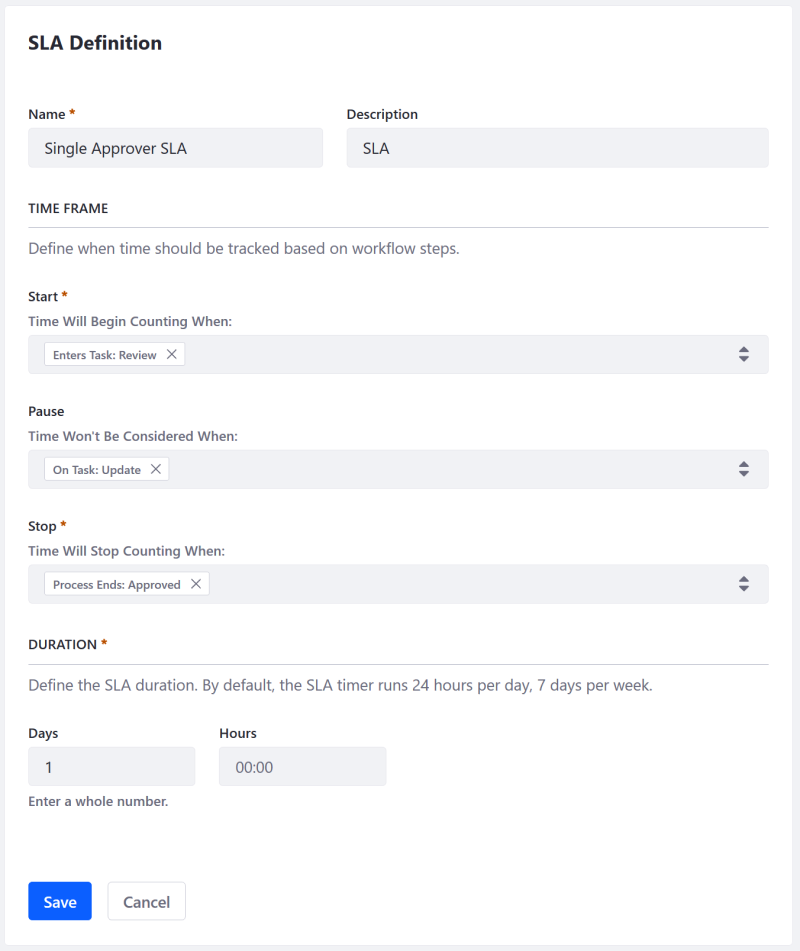 SLA Definition
Name *
Description
Single Approver SLA
SLA
TIME FRAME
Define when time should be tracked based on workflow steps.
Start *
Time Will Begin Counting When:
Enters Task: Review
Pause
Time Won't Be Considered When:
On Task: Update
Stop *
Time Will Stop Counting When:
Process Ends: Approved
DURATION *
Define the SLA duration. By default, the SLA timer runs 24 hours per day, 7 days per week.
Days
Hours
1
00:00
Enter a whole number.
Save
Cancel